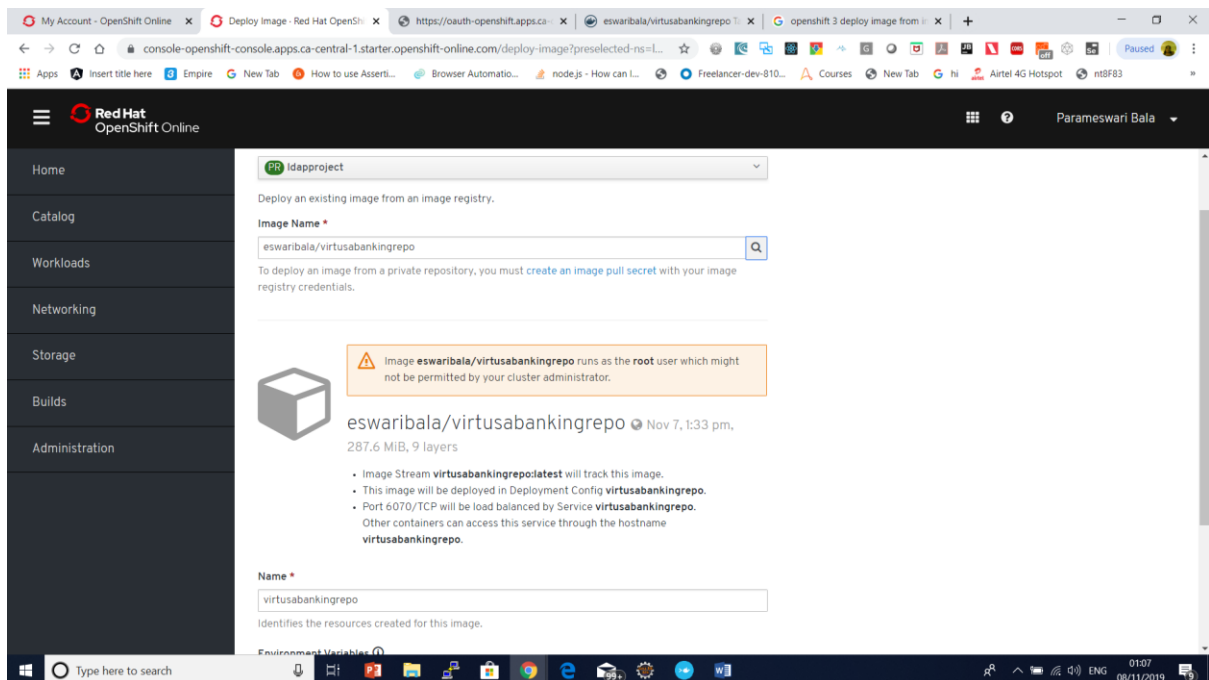 My Account - OpenShift Online
Deploy Image - Red Hat OpenSh
https://oauth-openshift.apps.ca-c
eswaribala/virtusabankingrepo T
openshift 3 deploy image from in
console-openshift-console.apps.ca-central-1.starter.openshift-online.com/deploy-image?preselected-ns=l...
Paused
Apps
Insert title here
Empire
New Tab
How to use Asserti...
Browser Automatio...
node.js - How can I...
Freelancer-dev-810...
Courses
New Tab
hi
Airtel 4G Hotspot
nt8F83
Red Hat
OpenShift Online
Parameswari Bala
Home
Catalog
Workloads
Networking
Storage
Builds
Administration
PR ldapproject
Deploy an existing image from an image registry.
Image Name *
eswaribala/virtusabankingrepo
To deploy an image from a private repository, you must create an image pull secret with your image
registry credentials.
Image eswaribala/virtusabankingrepo runs as the root user which might
not be permitted by your cluster administrator.
eswaribala/virtusabankingrepo Nov 7, 1:33 pm,
287.6 MiB, 9 layers
• Image Stream virtusabankingrepo:latest will track this image.
• This image will be deployed in Deployment Config virtusabankingrepo.
• Port 6070/TCP will be load balanced by Service virtusabankingrepo.
Other containers can access this service through the hostname
virtusabankingrepo.
Name *
virtusabankingrepo
Identifies the resources created for this image.
Environment Variables
Type here to search
99+
ENG
01:07
08/11/2019